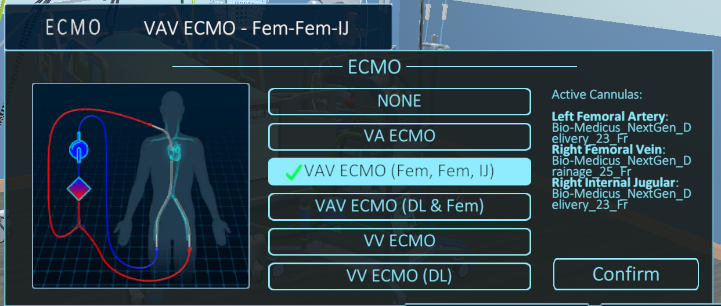 ECMO VAV ECMO - Fem-Fem-IJ
ECMO
NONE
VA ECMO
VAV ECMO (Fem, Fem, IJ)
VAV ECMO (DL & Fem)
VV ECMO
VV ECMO (DL)
Active Cannulas:
Left Femoral Artery:
Bio-Medicus_NextGen_D
elivery_23_Fr
Right Femoral Vein:
Bio-Medicus_NextGen_D
rainage_25_Fr
Right Internal Jugular:
Bio-Medicus_NextGen_D
elivery_23_Fr
Confirm